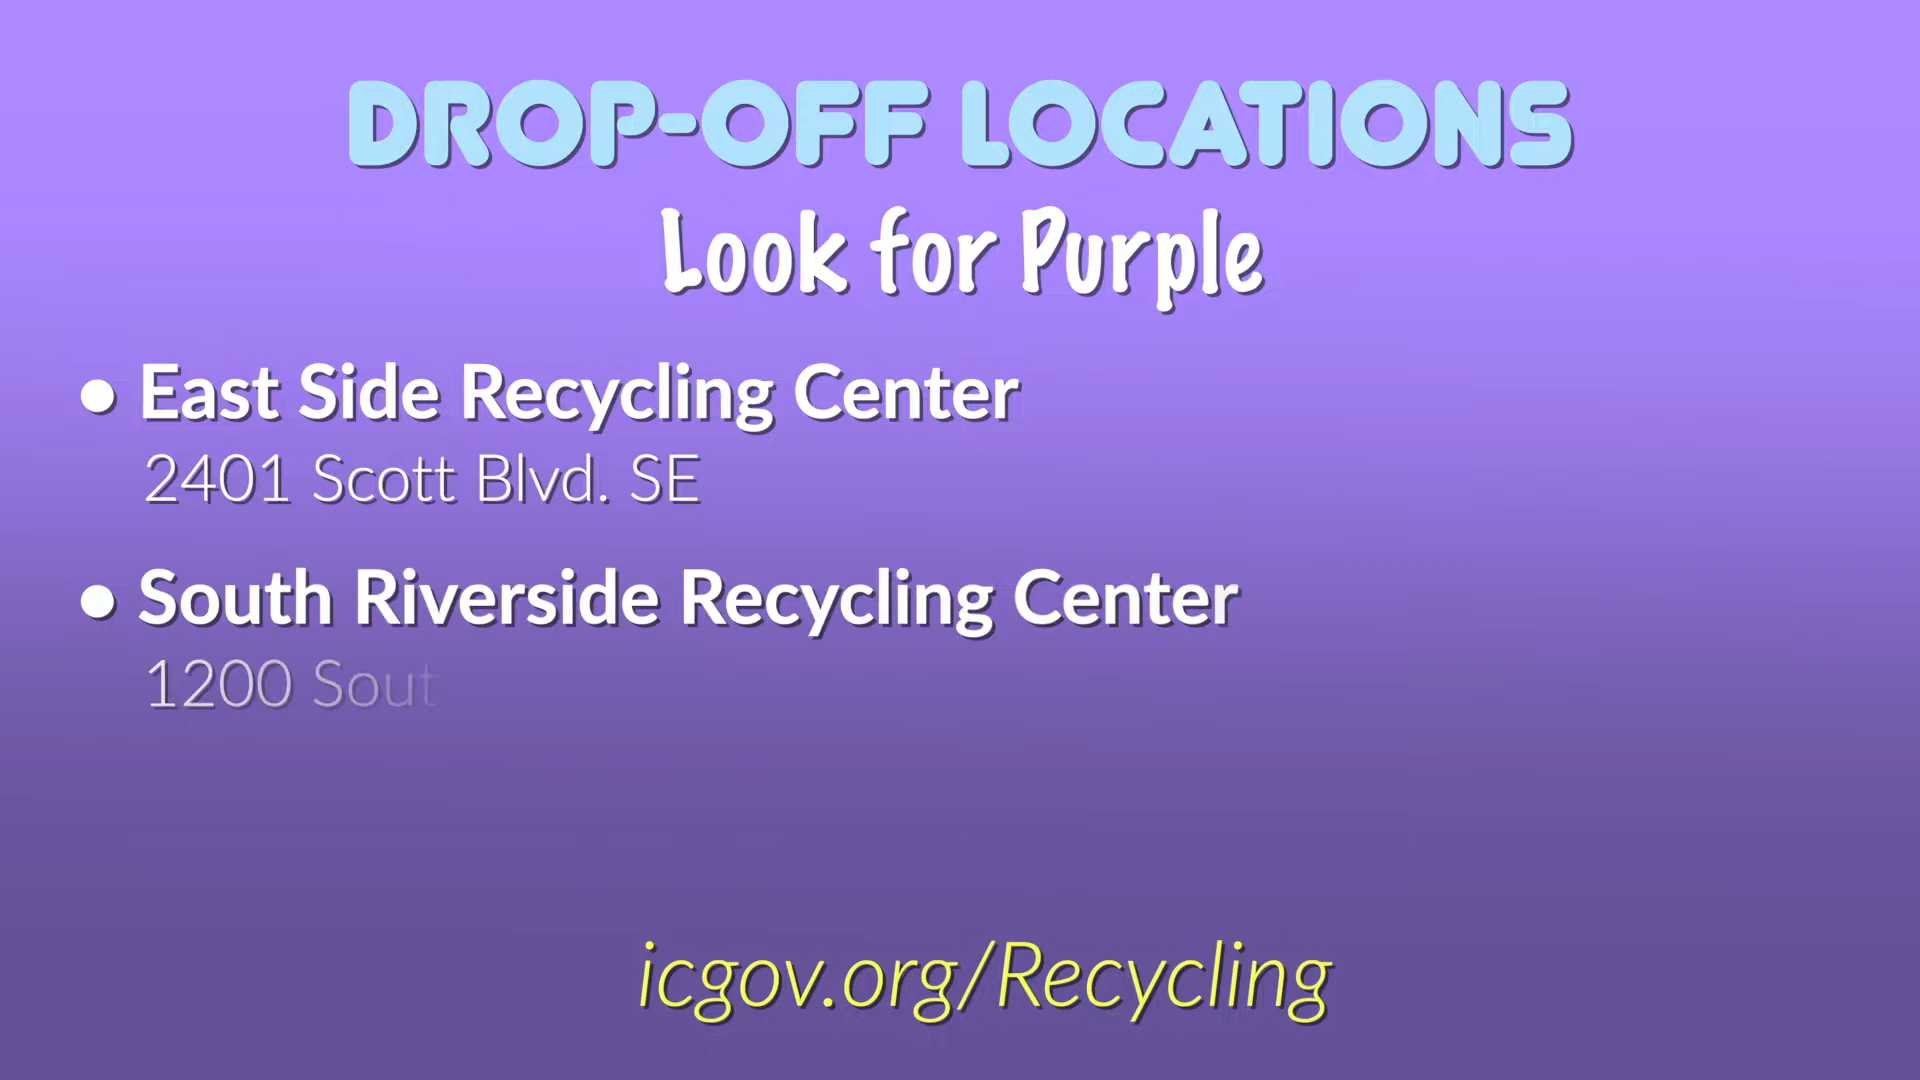 DROP-OFF LOCATIONS
Look for Purple
• East Side Recycling Center
2401 Scott Blvd. SE
• South Riverside Recycling Center
1200 Sout
icgov.org/Recycling